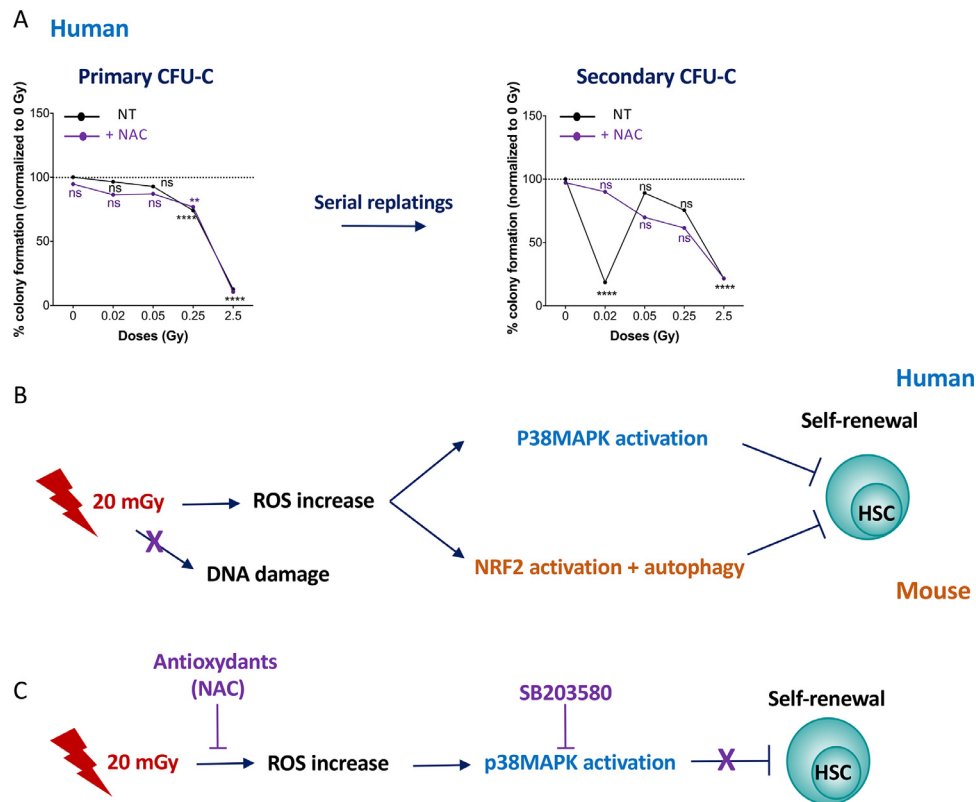 A
Human
Primary CFU-C
% colony formation (normalized to 0 Gy)
150
100
50
0
NT
+ NAC
ns
ns
ns
ns
ns
**
****
****
0
0.02
0.05
0.25
2.5
Doses (Gy)
Serial replatings
Secondary CFU-C
% colony formation (normalized to 0 Gy)
150
100
50
0
NT
+ NAC
ns
ns
ns
ns
ns
****
****
0
0.02
0.05
0.25
2.5
Doses (Gy)
B
Human
Self-renewal
P38MAPK activation
20 mGy
ROS increase
HSC
X
DNA damage
NRF2 activation + autophagy
Mouse
C
Antioxydants
(NAC)
SB203580
Self-renewal
20 mGy
ROS increase
p38MAPK activation
X
HSC